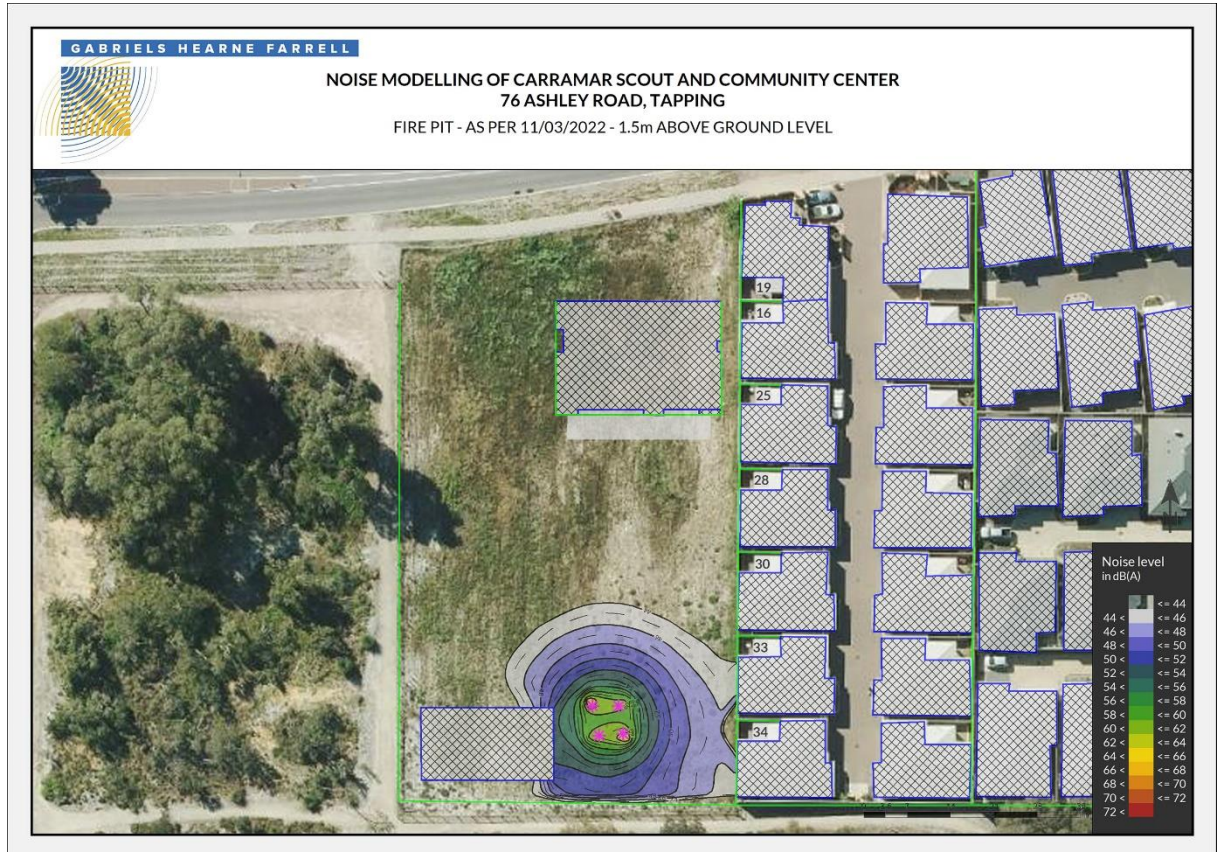 GABRIELS HEARNE FARRELL
NOISE MODELLING OF CARRAMAR SCOUT AND COMMUNITY CENTER
76 ASHLEY ROAD, TAPPING
FIRE PIT - AS PER 11/03/2022 - 1.5m ABOVE GROUND LEVEL
19
16
25
28
30
33
34
Noise level
in dB(A)
<= 44
44 < <= 46
46 < <= 48
48 < <= 50
50 < <= 52
52 < <= 54
54 < <= 56
56 < <= 58
58 < <= 60
60 < <= 62
62 < <= 64
64 < <= 66
66 < <= 68
68 < <= 70
70 < <= 72
72 <